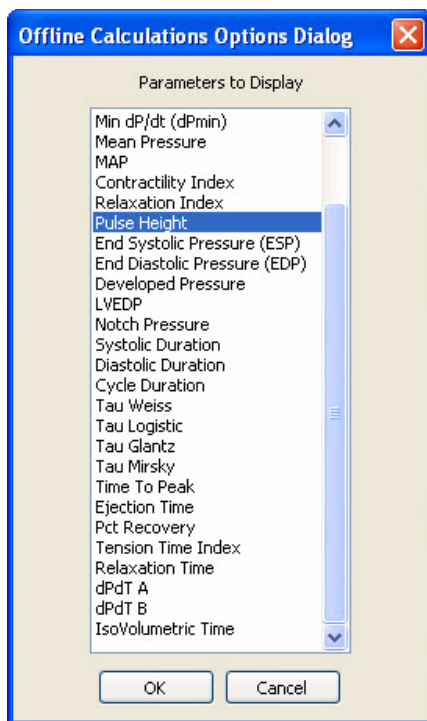 Offline Calculations Options Dialog
Parameters to Display
Min dP/dt (dPmin)
Mean Pressure
MAP
Contractility Index
Relaxation Index
Pulse Height
End Systolic Pressure (ESP)
End Diastolic Pressure (EDP)
Developed Pressure
LVEDP
Notch Pressure
Systolic Duration
Diastolic Duration
Cycle Duration
Tau Weiss
Tau Logistic
Tau Glantz
Tau Mirsky
Time To Peak
Ejection Time
Pct Recovery
Tension Time Index
Relaxation Time
dPdT A
dPdT B
IsoVolumetric Time
OK Cancel